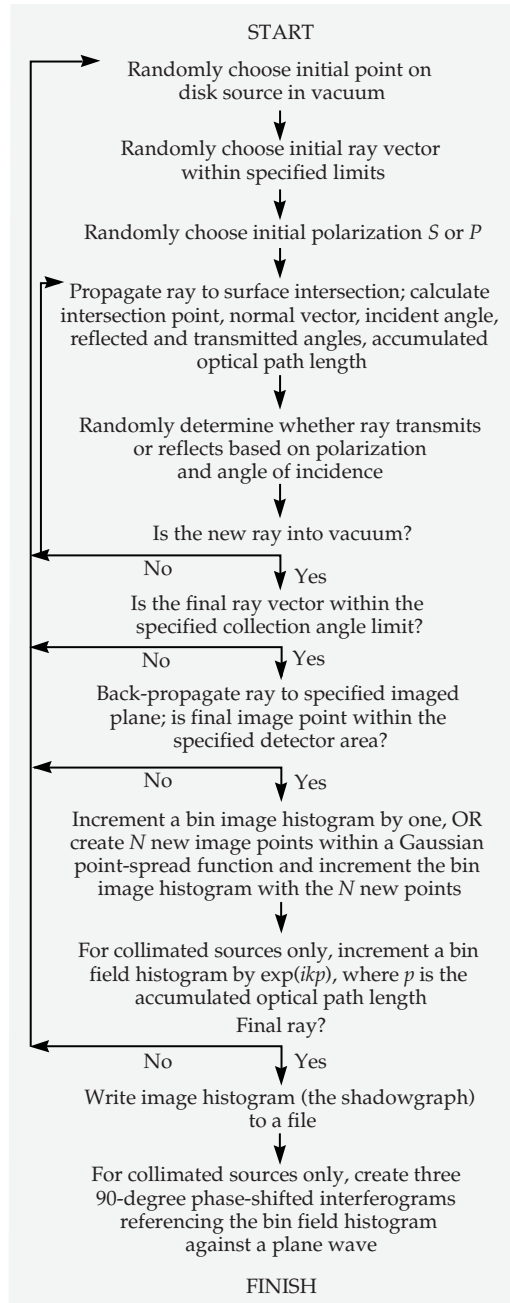 START
Randomly choose initial point on
disk source in vacuum
Randomly choose initial ray vector
within specified limits
Randomly choose initial polarization S or P
Propagate ray to surface intersection; calculate
intersection point, normal vector, incident angle,
reflected and transmitted angles, accumulated
optical path length
Randomly determine whether ray transmits
or reflects based on polarization
and angle of incidence
Is the new ray into vacuum?
No
Yes
Is the final ray vector within the
specified collection angle limit?
No
Yes
Back-propagate ray to specified imaged
plane; is final image point within the
specified detector area?
No
Yes
Increment a bin image histogram by one, OR
create N new image points within a Gaussian
point-spread function and increment the bin
image histogram with the N new points
For collimated sources only, increment a bin
field histogram by exp(ikp), where p is the
accumulated optical path length
Final ray?
No
Yes
Write image histogram (the shadowgraph)
to a file
For collimated sources only, create three
90-degree phase-shifted interferograms
referencing the bin field histogram
against a plane wave
FINISH